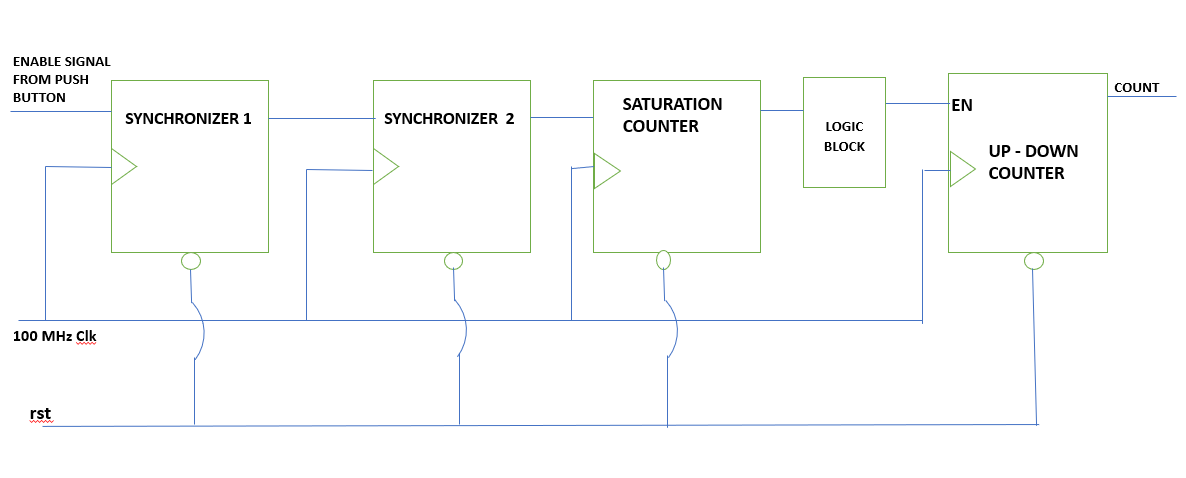 ENABLE SIGNAL
FROM PUSH
BUTTON
SYNCHRONIZER 1
SYNCHRONIZER 2
SATURATION
COUNTER
LOGIC
BLOCK
EN
UP - DOWN
COUNTER
COUNT
100 MHz Clk
rst